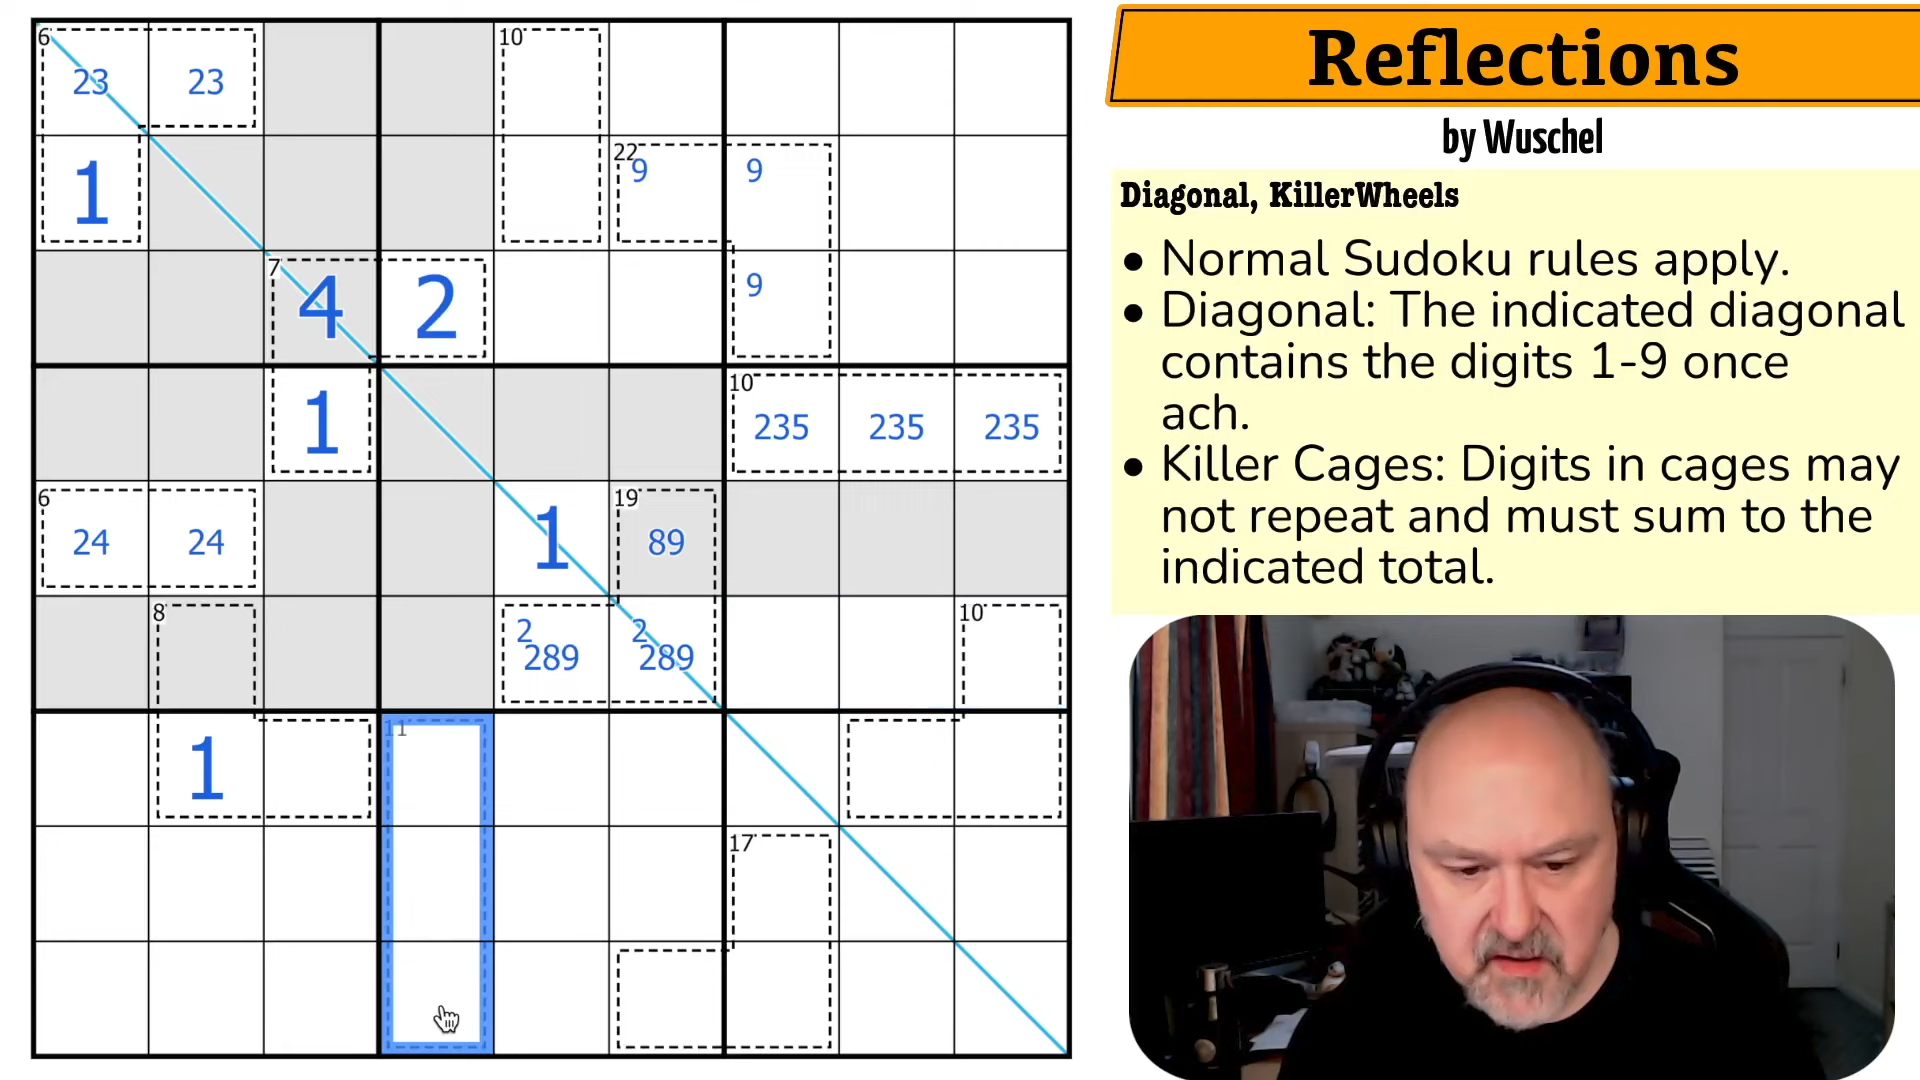 Reflections
by Wuschel
Diagonal, KillerWheels
• Normal Sudoku rules apply.
• Diagonal: The indicated diagonal
contains the digits 1-9 once
ach.
• Killer Cages: Digits in cages may
not repeat and must sum to the
indicated total.
6 10
23 23
22 9 9
1
7 4 2 9
10
1 235 235 235
6 19
24 24 1 89
8 2 2 10
289 289
11
1
17